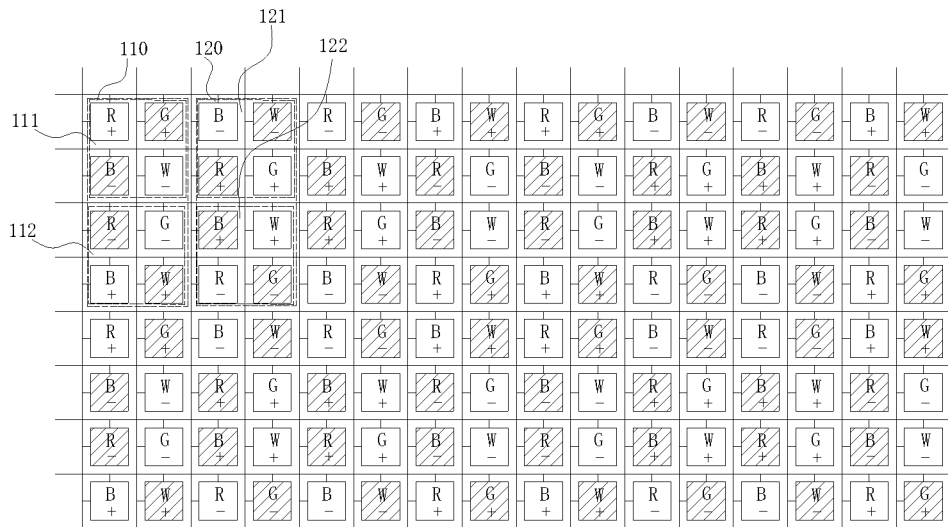 121
110 120 122
R G B W R G B W R G B W R G B W
+ + - - - - + + + + - - - - + +
111
B W R G B W R G B W R G B W R G
- - + + + + - - - - + + + + - -
R G B W R G B W R G B W R G B W
- - + + + + - - - - + + + + - -
112
B W R G B W R G B W R G B W R G
+ + - - - - + + + + - - - - + +
R G B W R G B W R G B W R G B W
+ + - - - - + + + + - - - - + +
B W R G B W R G B W R G B W R G
- - + + + + - - - - + + + + - -
R G B W R G B W R G B W R G B W
- - + + + + - - - - + + + + - -
B W R G B W R G B W R G B W R G
+ + - - - - + + + + - - - - + +